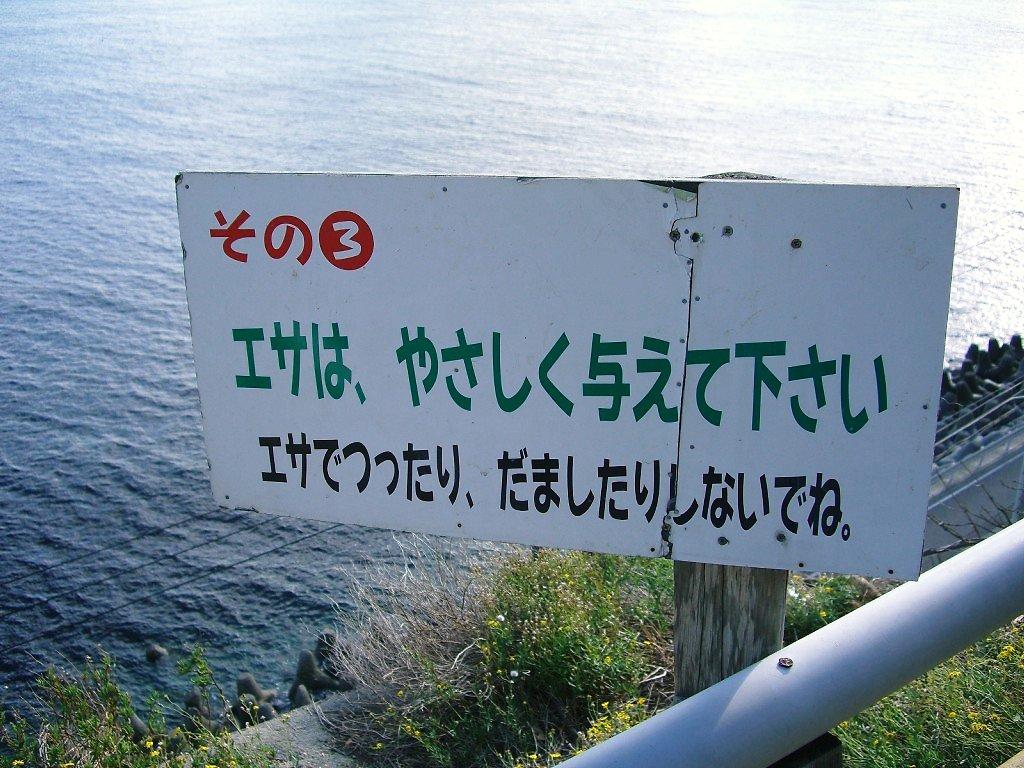 その❸
エサは、やさしく与えて下さい
エサでつったり、だましたりしないでね。